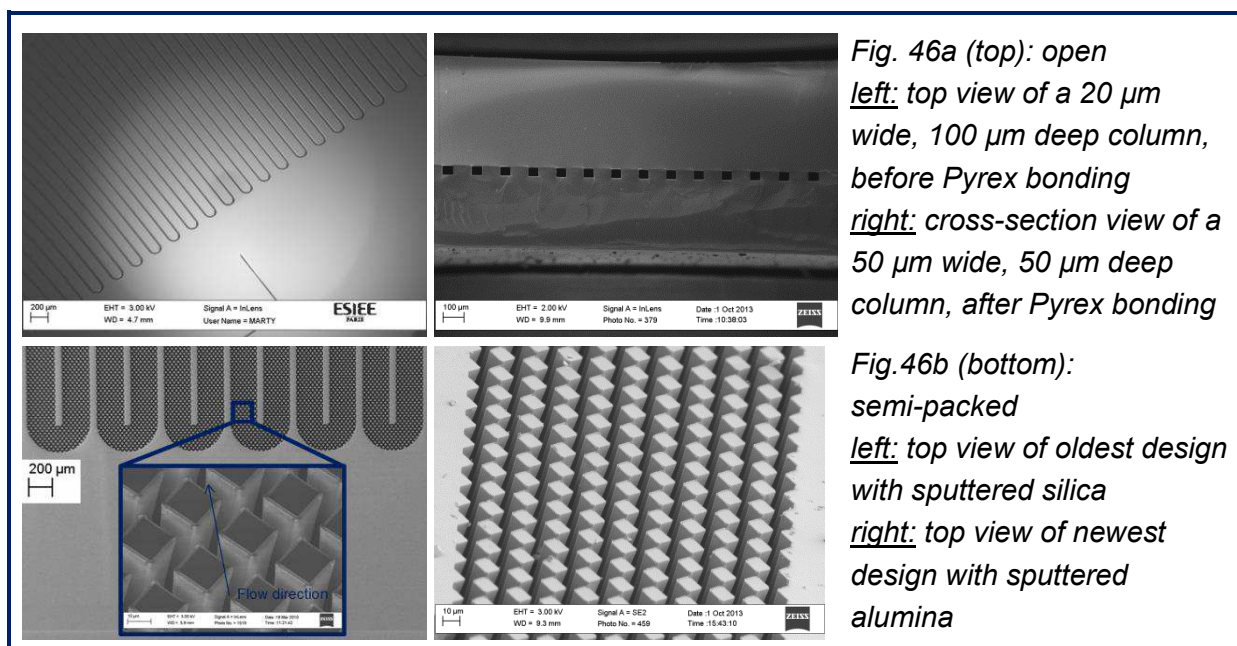 Fig. 46a (top): open
left: top view of a 20 µm
wide, 100 µm deep column,
before Pyrex bonding
right: cross-section view of a
50 µm wide, 50 µm deep
column, after Pyrex bonding
200 µm
EHT = 3.00 kV
WD = 4.7 mm
Signal A = InLens
User Name = MARTY
ESIEE
PARIS
100 µm
EHT = 2.00 kV
WD = 9.9 mm
Signal A = InLens
Photo No. = 379
Date :1 Oct 2013
Time :10:38:03
ZEISS
Fig.46b (bottom):
semi-packed
left: top view of oldest design
with sputtered silica
right: top view of newest
design with sputtered
alumina
200 µm
Flow direction
10 µm
Signal A = InLens
ZEISS
10 µm
EHT = 3.00 kV
WD = 9.3 mm
Signal A = SE2
Photo No. = 459
Date :1 Oct 2013
Time :15:43:10
ZEISS